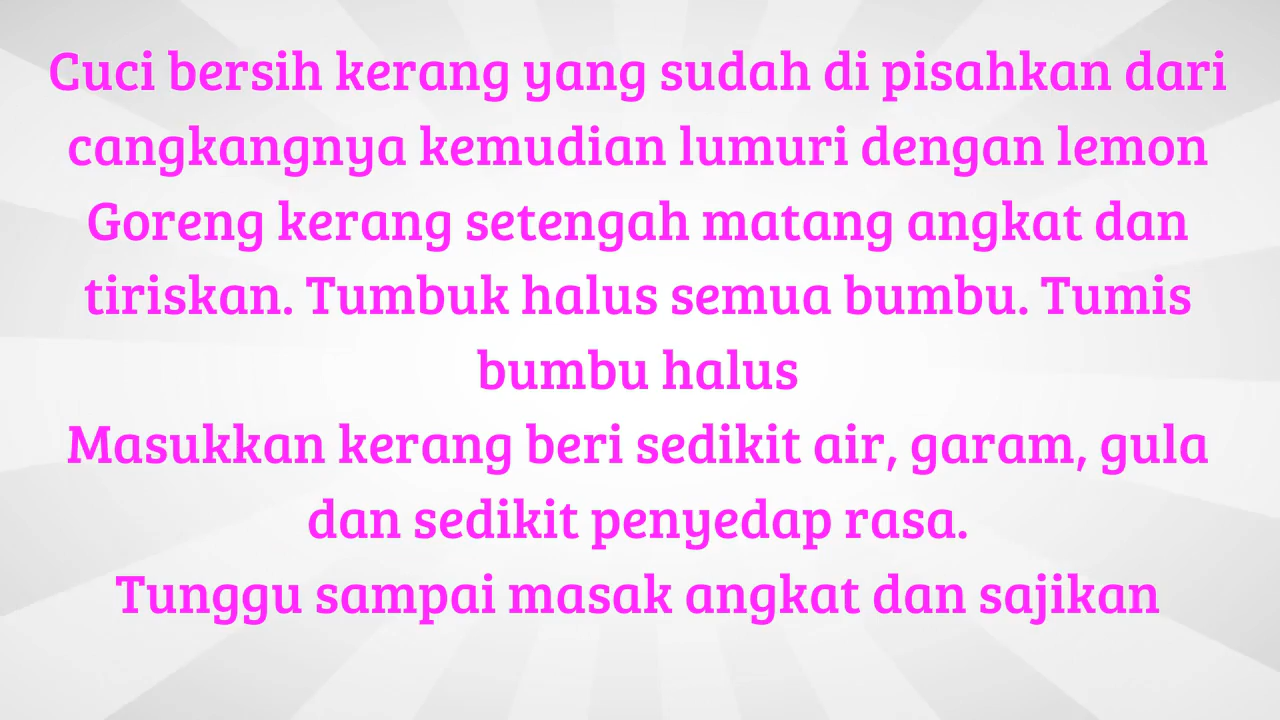 Cuci bersih kerang yang sudah di pisahkan dari
cangkangnya kemudian lumuri dengan lemon
Goreng kerang setengah matang angkat dan
tiriskan. Tumbuk halus semua bumbu. Tumis
bumbu halus
Masukkan kerang beri sedikit air, garam, gula
dan sedikit penyedap rasa.
Tunggu sampai masak angkat dan sajikan